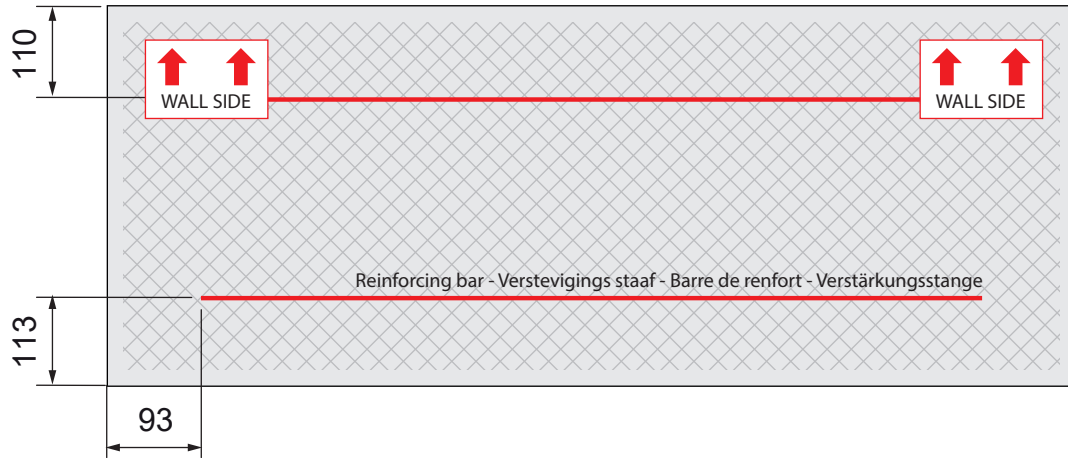 110
WALL SIDE
WALL SIDE
Reinforcing bar - Verstevigings staaf - Barre de renfort - Verstärkungsstange
113
93